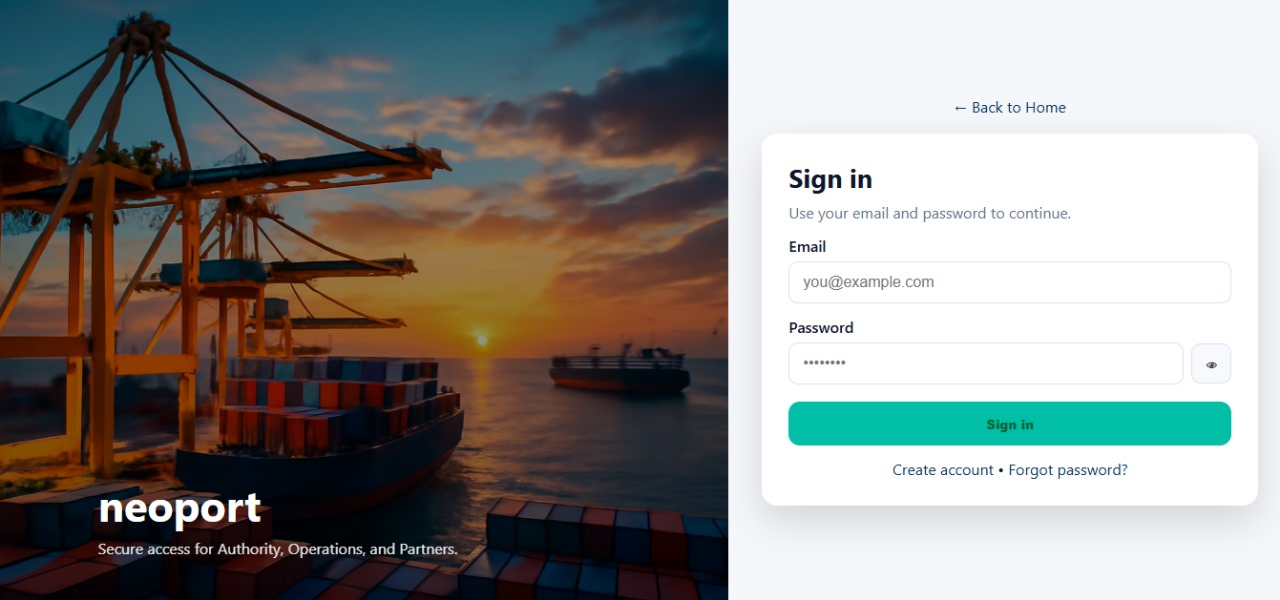 neoport
Secure access for Authority, Operations, and Partners.
← Back to Home
Sign in
Use your email and password to continue.
Email
you@example.com
Password
••••••••
Sign in
Create account • Forgot password?